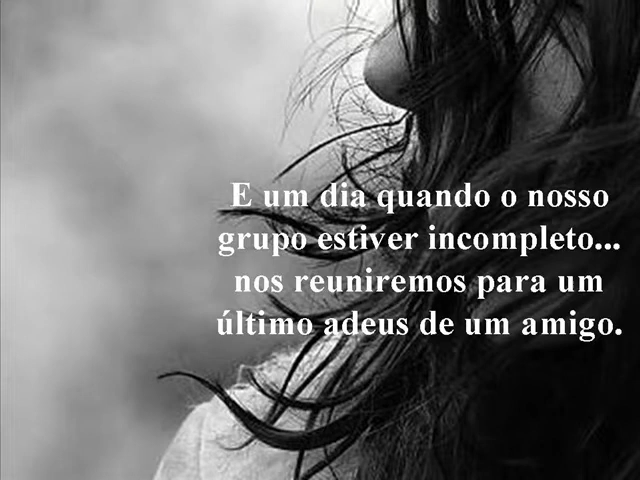 E um dia quando o nosso
grupo estiver incompleto...
nos reuniremos para um
último adeus de um amigo.